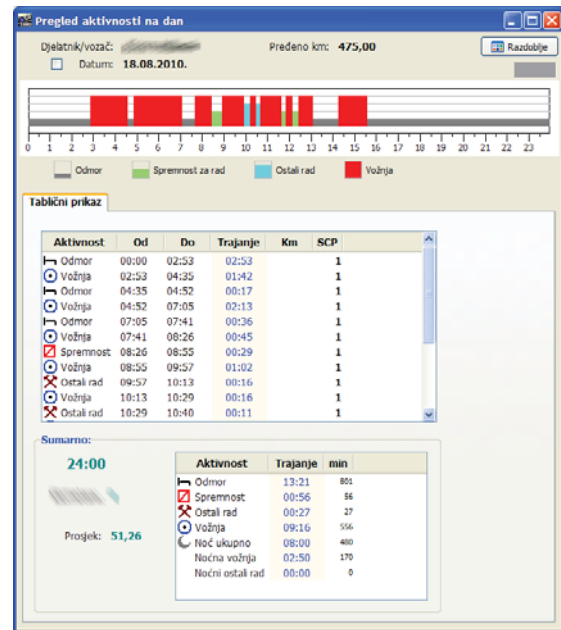 Pregled aktivnosti na dan
Djelatnik/vozač: Pređeno km: 475,00 Razdoblje
Datum: 18.08.2010.
0 1 2 3 4 5 6 7 8 9 10 11 12 13 14 15 16 17 18 19 20 21 22 23
Odmor Spremnost za rad Ostali rad Vožnja
Tablični prikaz
Aktivnost Od Do Trajanje Km SCP
Odmor 00:00 02:53 02:53 1
Vožnja 02:53 04:35 01:42 1
Odmor 04:35 04:52 00:17 1
Vožnja 04:52 07:05 02:13 1
Odmor 07:05 07:41 00:36 1
Vožnja 07:41 08:26 00:45 1
Spremnost 08:26 08:55 00:29 1
Vožnja 08:55 09:57 01:02 1
Ostali rad 09:57 10:13 00:16 1
Vožnja 10:13 10:29 00:16 1
Ostali rad 10:29 10:40 00:11 1
Sumarno:
24:00
Prosjek: 51,26
Aktivnost Trajanje min
Odmor 13:21 801
Spremnost 00:56 56
Ostali rad 00:27 27
Vožnja 09:16 556
Noć ukupno 08:00 480
Noćna vožnja 02:50 170
Noćni ostali rad 00:00 0